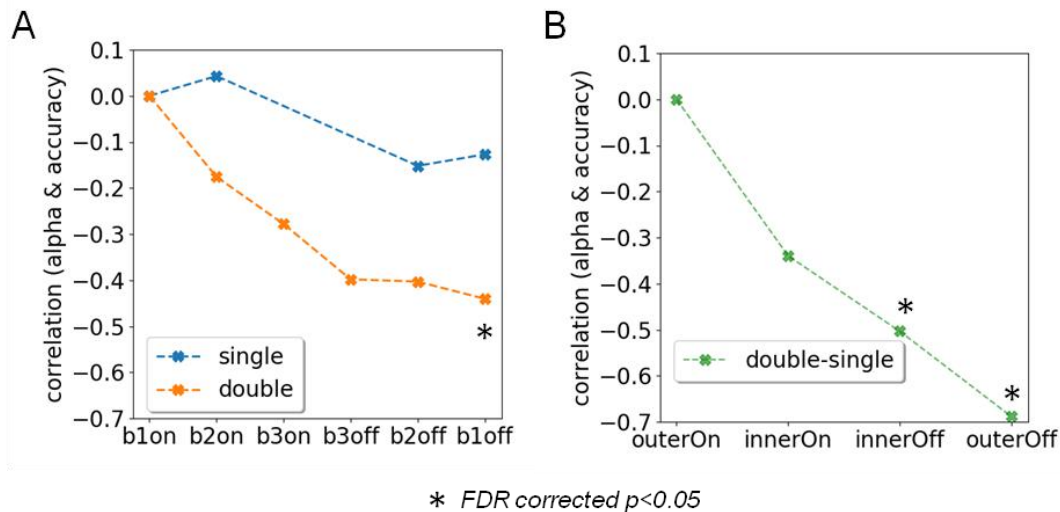 A
correlation (alpha & accuracy)
0.1
0.0
−0.1
−0.2
−0.3
−0.4
−0.5
−0.6
−0.7
*
single
double
b1on b2on b3on b3off b2off b1off
B
correlation (alpha & accuracy)
0.1
0.0
−0.1
−0.2
−0.3
−0.4
−0.5
−0.6
−0.7
*
*
double-single
outerOn innerOn innerOff outerOff
* FDR corrected p<0.05